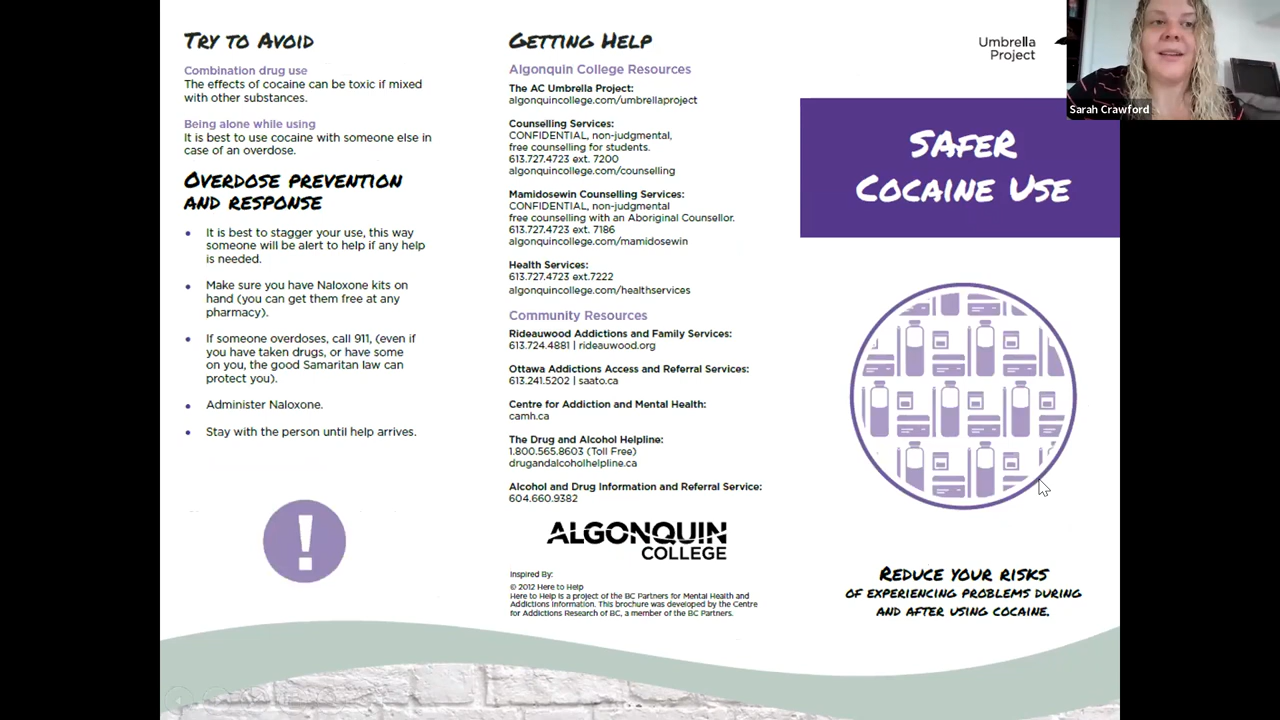 TRY TO AVOID
Combination drug use
The effects of cocaine can be toxic if mixed
with other substances.
Being alone while using
It is best to use cocaine with someone else in
case of an overdose.
OVERDOSE PREVENTION
AND RESPONSE
• It is best to stagger your use, this way
someone will be alert to help if any help
is needed.
• Make sure you have Naloxone kits on
hand (you can get them free at any
pharmacy).
• If someone overdoses, call 911, (even if
you have taken drugs, or have some
on you, the good Samaritan law can
protect you).
• Administer Naloxone.
• Stay with the person until help arrives.
!
GETTING HELP
Algonquin College Resources
The AC Umbrella Project:
algonquincollege.com/umbrellaproject
Counselling Services:
CONFIDENTIAL, non-judgmental,
free counselling for students.
613.727.4723 ext. 7200
algonquincollege.com/counselling
Mamidosewin Counselling Services:
CONFIDENTIAL, non-judgmental
free counselling with an Aboriginal Counsellor.
613.727.4723 ext. 7186
algonquincollege.com/mamidosewin
Health Services:
613.727.4723 ext.7222
algonquincollege.com/healthservices
Community Resources
Rideauwood Addictions and Family Services:
613.724.4881 | rideauwood.org
Ottawa Addictions Access and Referral Services:
613.241.5202 | saato.ca
Centre for Addiction and Mental Health:
camh.ca
The Drug and Alcohol Helpline:
1.800.565.8603 (Toll Free)
drugandalcoholhelpline.ca
Alcohol and Drug Information and Referral Service:
604.660.9382
ALGONQUIN
COLLEGE
Inspired By:
© 2012 Here to Help
Here to Help is a project of the BC Partners for Mental Health and
Addictions Information. This brochure was developed by the Centre
for Addictions Research of BC, a member of the BC Partners.
Umbrella
Project
SAFER
COCAINE USE
REDUCE YOUR RISKS
OF EXPERIENCING PROBLEMS DURING
AND AFTER USING COCAINE.
Sarah Crawford